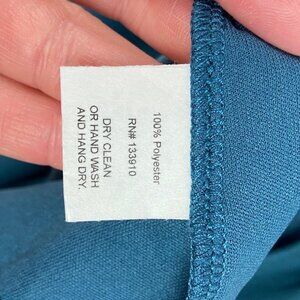 100% Polyester
RN# 133910
DRY CLEAN
OR HAND WASH
AND HANG DRY.